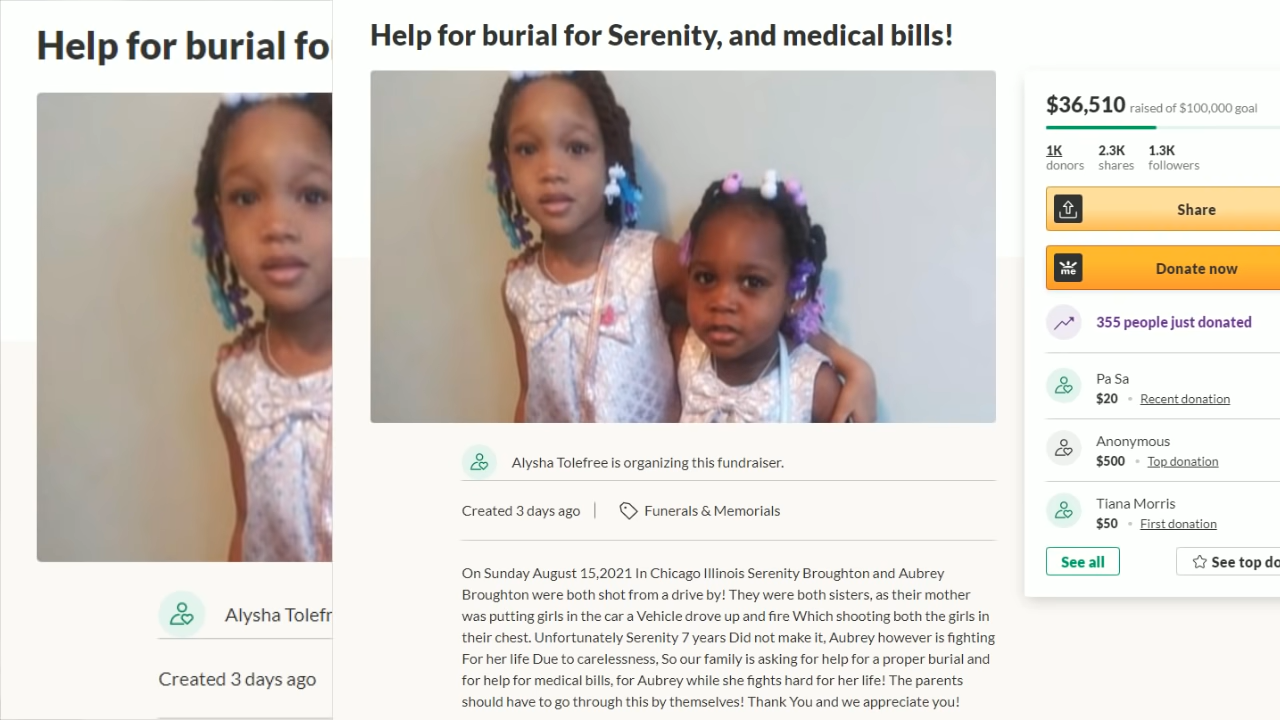 Help for burial fo
Alysha Tolefr
Created 3 days ago
Help for burial for Serenity, and medical bills!
Alysha Tolefree is organizing this fundraiser.
Created 3 days ago
Funerals & Memorials
On Sunday August 15,2021 In Chicago Illinois Serenity Broughton and Aubrey
Broughton were both shot from a drive by! They were both sisters, as their mother
was putting girls in the car a Vehicle drove up and fire Which shooting both the girls in
their chest. Unfortunately Serenity 7 years Did not make it, Aubrey however is fighting
For her life Due to carelessness, So our family is asking for help for a proper burial and
for help for medical bills, for Aubrey while she fights hard for her life! The parents
should have to go through this by themselves! Thank You and we appreciate you!
$36,510 raised of $100,000 goal
1K 2.3K 1.3K
donors shares followers
Share
me
Donate now
355 people just donated
Pa Sa
$20 • Recent donation
Anonymous
$500 • Top donation
Tiana Morris
$50 • First donation
See all
See top do